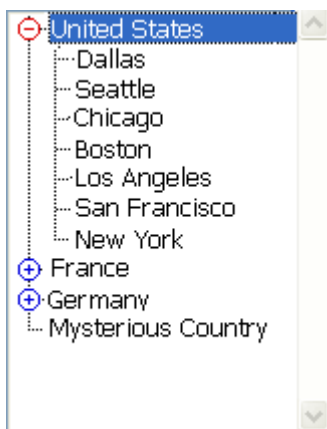 United States
Dallas
Seattle
Chicago
Boston
Los Angeles
San Francisco
New York
France
Germany
Mysterious Country